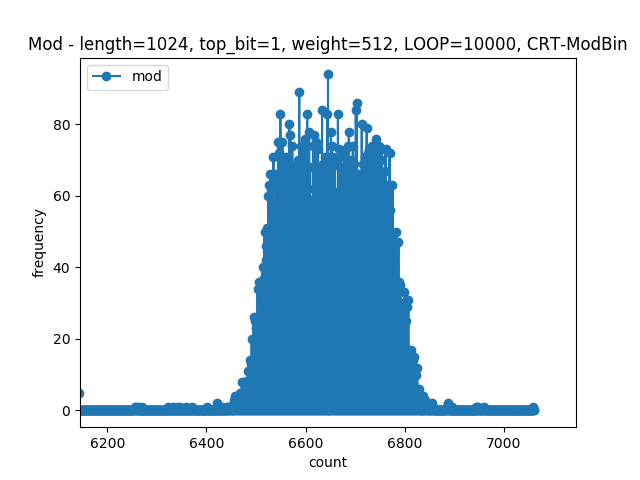 Mod - length=1024, top_bit=1, weight=512, LOOP=10000, CRT-ModBin
mod
80
60
40
20
0
frequency
6200 6400 6600 6800 7000
count